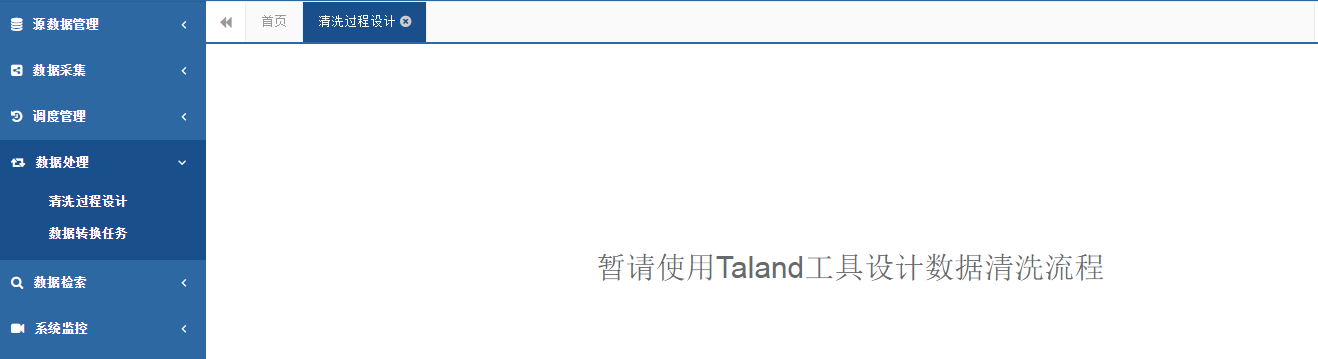 源数据管理
数据采集
调度管理
数据处理
清洗过程设计
数据转换任务
数据检索
系统监控
首页
清洗过程设计
暂请使用Taland工具设计数据清洗流程